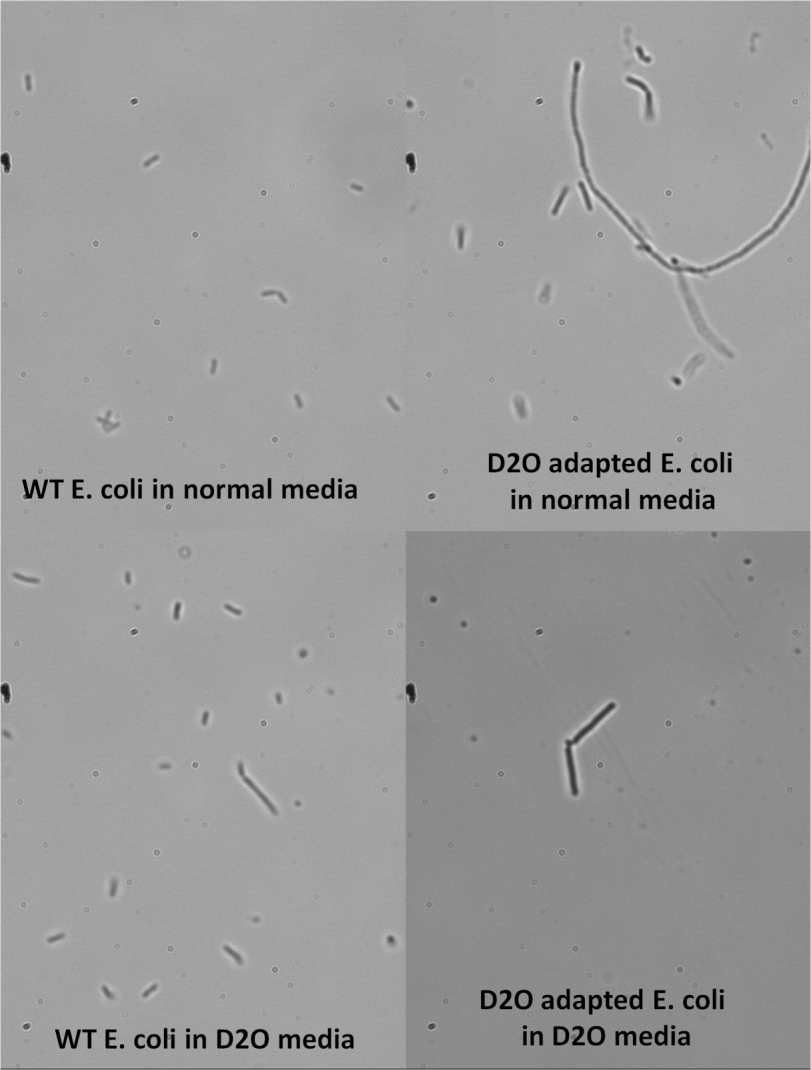 WT E. coli in normal media
D2O adapted E. coli
in normal media
WT E. coli in D2O media
D2O adapted E. coli
in D2O media